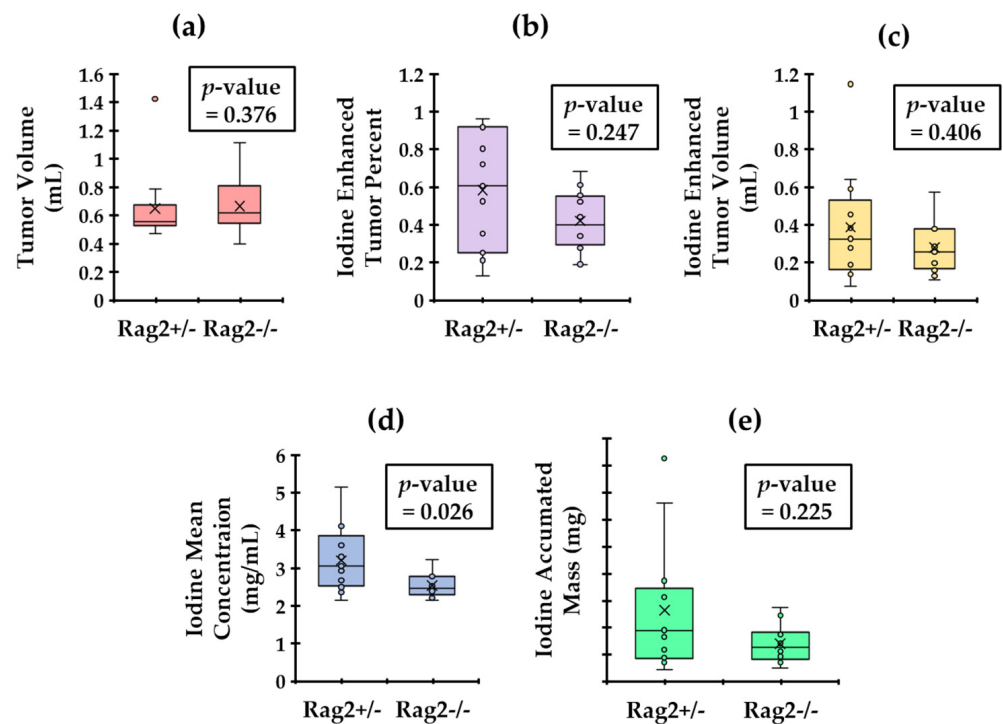 (a)
Tumor Volume
(mL)
1.6
1.4
1.2
1
0.8
0.6
0.4
0.2
0
p-value
= 0.376
Rag2+/-
Rag2-/-
(b)
Iodine Enhanced
Tumor Percent
1.2
1
0.8
0.6
0.4
0.2
0
p-value
= 0.247
Rag2+/-
Rag2-/-
(c)
Iodine Enhanced
Tumor Volume
(mL)
1.2
1
0.8
0.6
0.4
0.2
0
p-value
= 0.406
Rag2+/-
Rag2-/-
(d)
Iodine Mean
Concentraion
(mg/mL)
6
5
4
3
2
1
0
p-value
= 0.026
Rag2+/-
Rag2-/-
(e)
Iodine Accumated
Mass (mg)
p-value
= 0.225
Rag2+/-
Rag2-/-